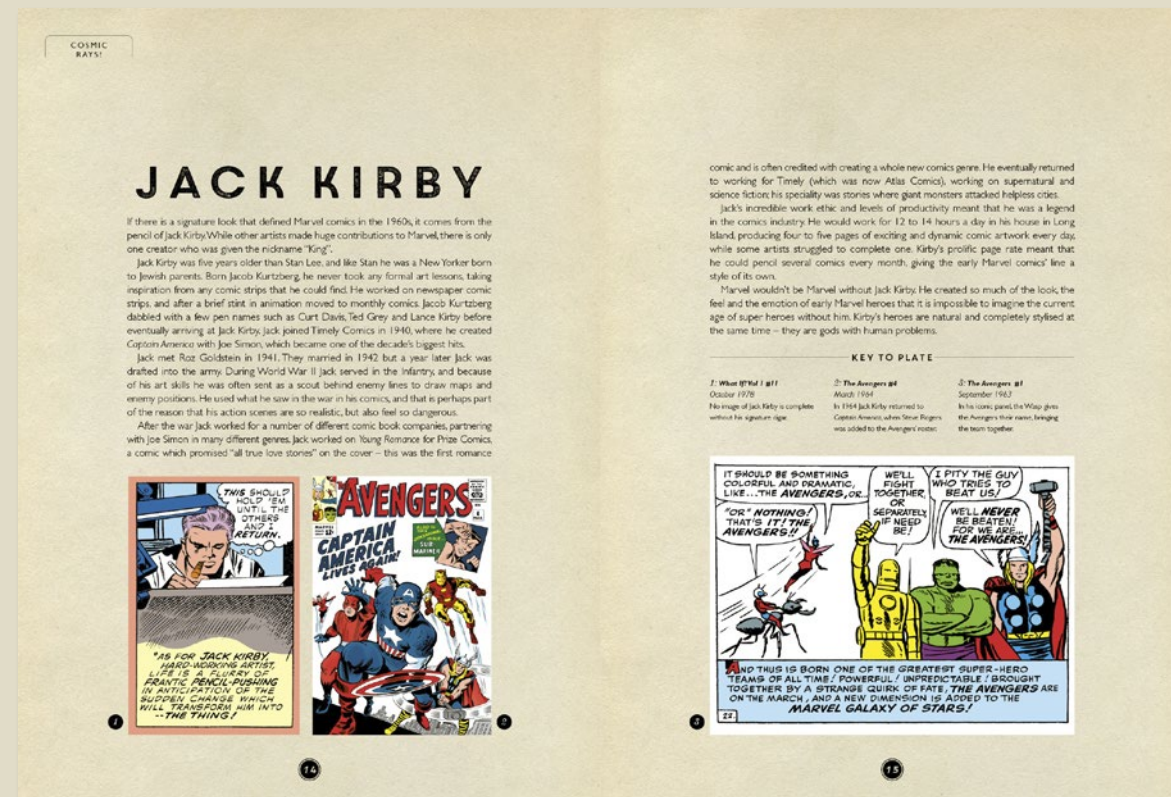 COSMIC
RAYS!
JACK KIRBY
If there is a signature look that defined Marvel comics in the 1960s, it comes from the
pencil of Jack Kirby. While other artists made huge contributions to Marvel, there is only
one creator who was given the nickname "King".
Jack Kirby was five years older than Stan Lee, and like Stan he was a New Yorker born
to Jewish parents. Born Jacob Kurtzberg, he never took any formal art lessons, taking
inspiration from any comic strips that he could find. He worked on newspaper comic
strips, and after a brief stint in animation moved to monthly comics. Jacob Kurtzberg
dabbled with a few pen names such as Curt Davis, Ted Grey and Lance Kirby before
eventually arriving at Jack Kirby. Jack joined Timely Comics in 1940, where he created
Captain America with Joe Simon, which became one of the decade's biggest hits.
Jack met Roz Goldstein in 1941. They married in 1942 but a year later Jack was
drafted into the army. During World War II Jack served in the Infantry, and because
of his art skills he was often sent as a scout behind enemy lines to draw maps and
enemy positions. He used what he saw in the war in his comics, and that is perhaps part
of the reason that his action scenes are so realistic, but also feel so dangerous.
After the war Jack worked for a number of different comic book companies, partnering
with Joe Simon in many different genres. Jack worked on Young Romance for Prize Comics,
a comic which promised "all true love stories" on the cover – this was the first romance
THIS SHOULD
HOLD 'EM
UNTIL THE
OTHERS
AND I
RETURN.
"AS FOR JACK KIRBY,
HARD-WORKING ARTIST,
LIFE IS A FLURRY OF
FRANTIC PENCIL-PUSHING
IN ANTICIPATION OF THE
SUDDEN CHANGE WHICH
WILL TRANSFORM HIM INTO
--THE THING!
1
THE
AVENGERS
4
MAR
CAPTAIN
AMERICA
LIVES AGAIN!
SUB-
MARINER
2
14
comic and is often credited with creating a whole new comics genre. He eventually returned
to working for Timely (which was now Atlas Comics), working on supernatural and
science fiction; his speciality was stories where giant monsters attacked helpless cities.
Jack's incredible work ethic and levels of productivity meant that he was a legend
in the comics industry. He would work for 12 to 14 hours a day in his house in Long
Island, producing four to five pages of exciting and dynamic comic artwork every day,
while some artists struggled to complete one. Kirby's prolific page rate meant that
he could pencil several comics every month, giving the early Marvel comics' line a
style of its own.
Marvel wouldn't be Marvel without Jack Kirby. He created so much of the look, the
feel and the emotion of early Marvel heroes that it is impossible to imagine the current
age of super heroes without him. Kirby's heroes are natural and completely stylised at
the same time – they are gods with human problems.
KEY TO PLATE
1: What If? Vol 1 #11
October 1978
No image of Jack Kirby is complete
without his signature cigar.
2: The Avengers #4
March 1964
In 1964 Jack Kirby returned to
Captain America, when Steve Rogers
was added to the Avengers' roster.
3: The Avengers #1
September 1963
In his iconic panel, the Wasp gives
the Avengers their name, bringing
the team together.
IT SHOULD BE SOMETHING
COLORFUL AND DRAMATIC,
LIKE...THE AVENGERS, OR...
"OR" NOTHING!
THAT'S IT! THE
AVENGERS!!
WE'LL
FIGHT
TOGETHER,
OR
SEPARATELY,
IF NEED
BE!
I PITY THE GUY
WHO TRIES TO
BEAT US!
WE'LL NEVER
BE BEATEN!
FOR WE ARE...
THE AVENGERS!
AND THUS IS BORN ONE OF THE GREATEST SUPER-HERO
TEAMS OF ALL TIME! POWERFUL! UNPREDICTABLE! BROUGHT
TOGETHER BY A STRANGE QUIRK OF FATE, THE AVENGERS ARE
ON THE MARCH, AND A NEW DIMENSION IS ADDED TO THE
MARVEL GALAXY OF STARS!
22.
3
15